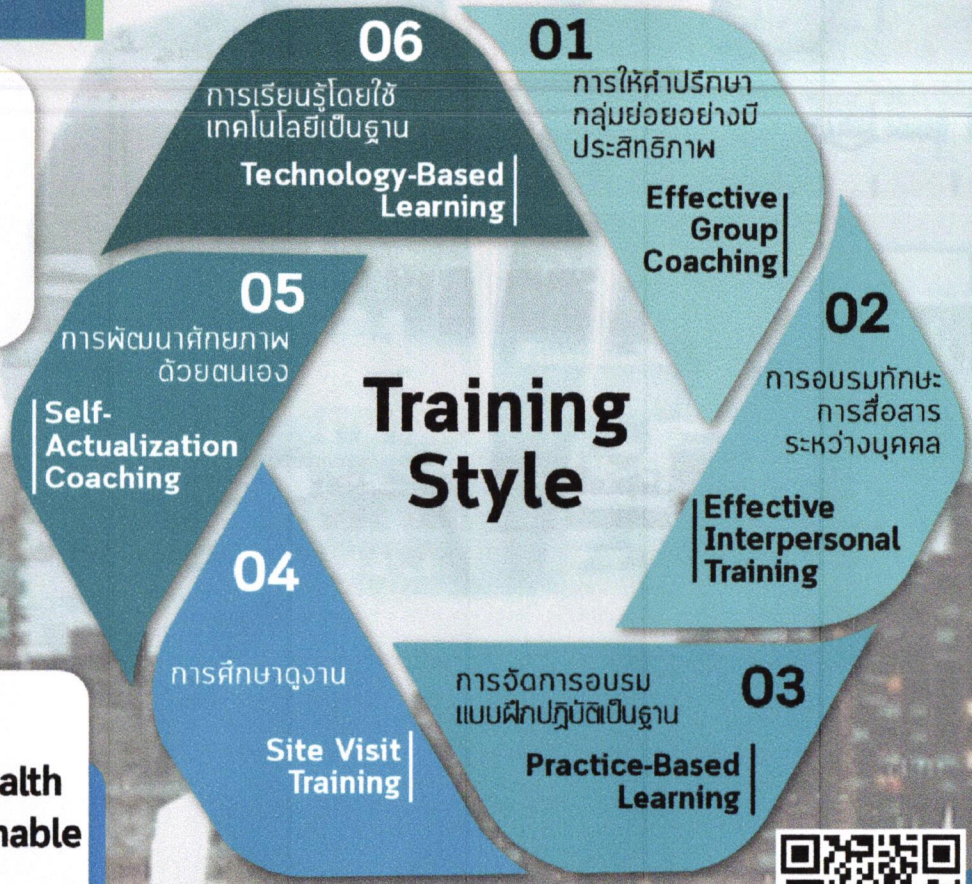 Training
Style
01
การให้คำปรึกษา
กลุ่มย่อยอย่างมี
ประสิทธิภาพ
Effective
Group
Coaching
02
การอบรมทักษะ
การสื่อสาร
ระหว่างบุคคล
Effective
Interpersonal
Training
03
การจัดการอบรม
แบบฝึกปฏิบัติเป็นฐาน
Practice-Based
Learning
04
การศึกษาดูงาน
Site Visit
Training
05
การพัฒนาศักยภาพ
ด้วยตนเอง
Self-
Actualization
Coaching
06
การเรียนรู้โดยใช้
เทคโนโลยีเป็นฐาน
Technology-Based
Learning
alth
nable